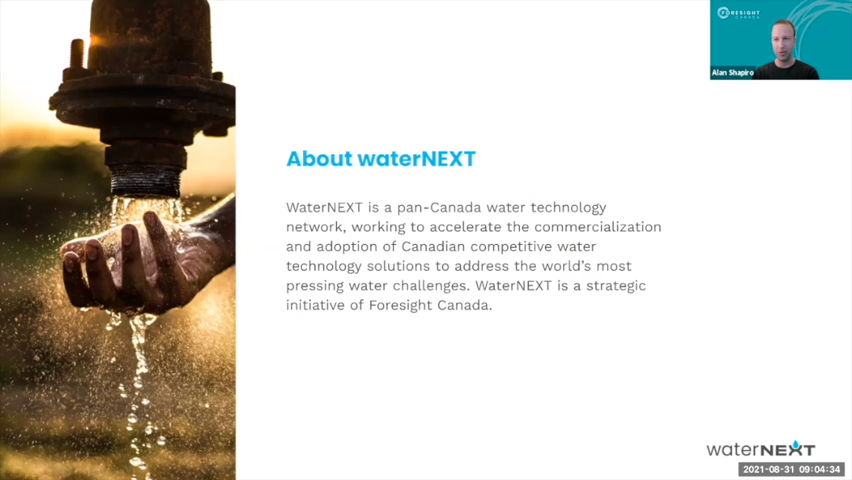 FORESIGHT
CANADA
Alan Shapiro
About waterNEXT
WaterNEXT is a pan-Canada water technology
network, working to accelerate the commercialization
and adoption of Canadian competitive water
technology solutions to address the world's most
pressing water challenges. WaterNEXT is a strategic
initiative of Foresight Canada.
waterNEXT
2021-08-31 09:04:34